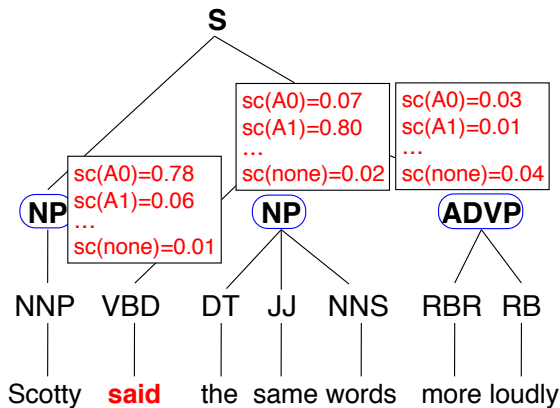 S
sc(A0)=0.07
sc(A1)=0.80
...
sc(none)=0.02
sc(A0)=0.03
sc(A1)=0.01
...
sc(none)=0.04
sc(A0)=0.78
sc(A1)=0.06
...
sc(none)=0.01
NP NP ADVP
NNP VBD DT JJ NNS RBR RB
Scotty said the same words more loudly